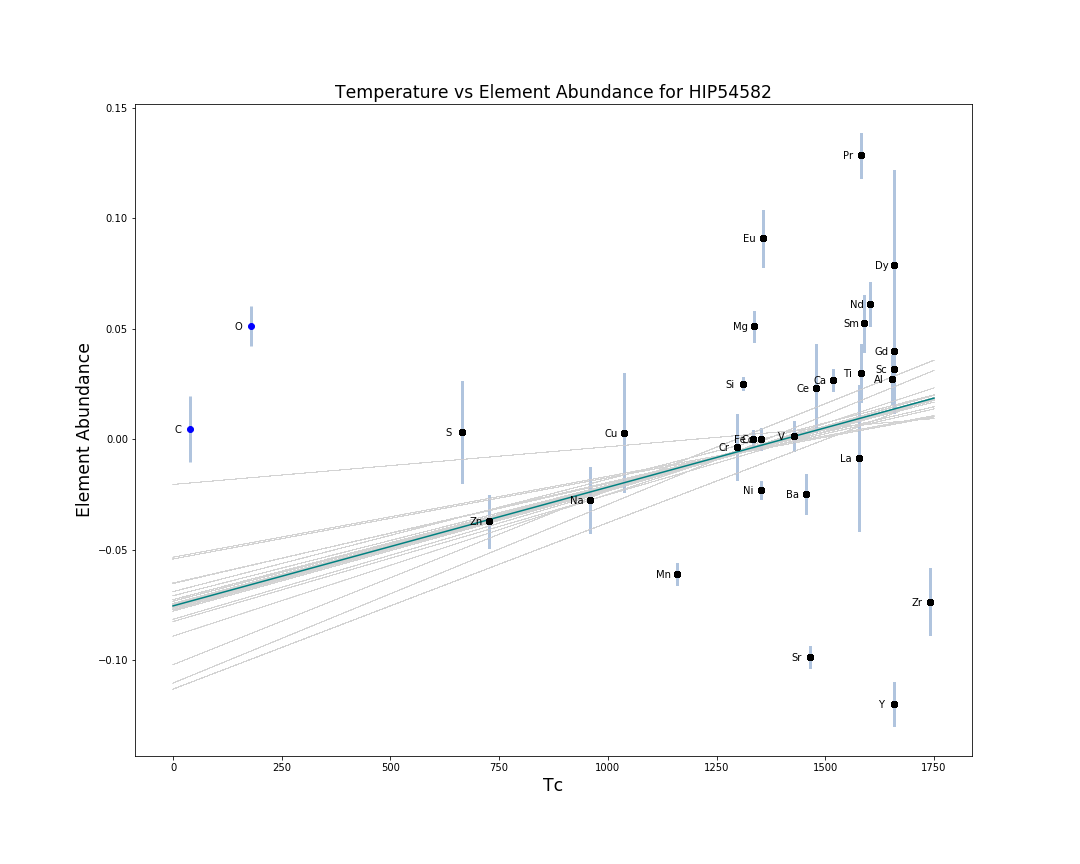 Temperature vs Element Abundance for HIP54582
0.15
Pr
0.10
Eu
Dy
Nd
0.05
O
Mg
Sm
Gd
Sc
Ti
Al
Si
Ca
Ce
C
S
Cu
0.00
Fe
Co
V
Cr
La
Ni
Ba
Na
Zn
−0.05
Mn
Zr
Sr
−0.10
Y
0
250
500
750
1000
1250
1500
1750
Tc
Element Abundance